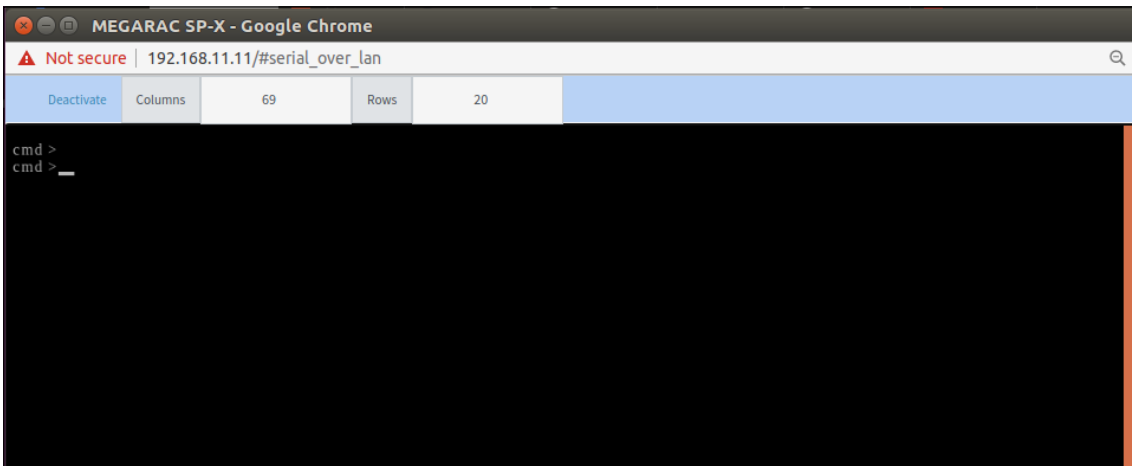 MEGARAC SP-X - Google Chrome
Not secure | 192.168.11.11/#serial_over_lan
Deactivate Columns 69 Rows 20
cmd >
cmd >